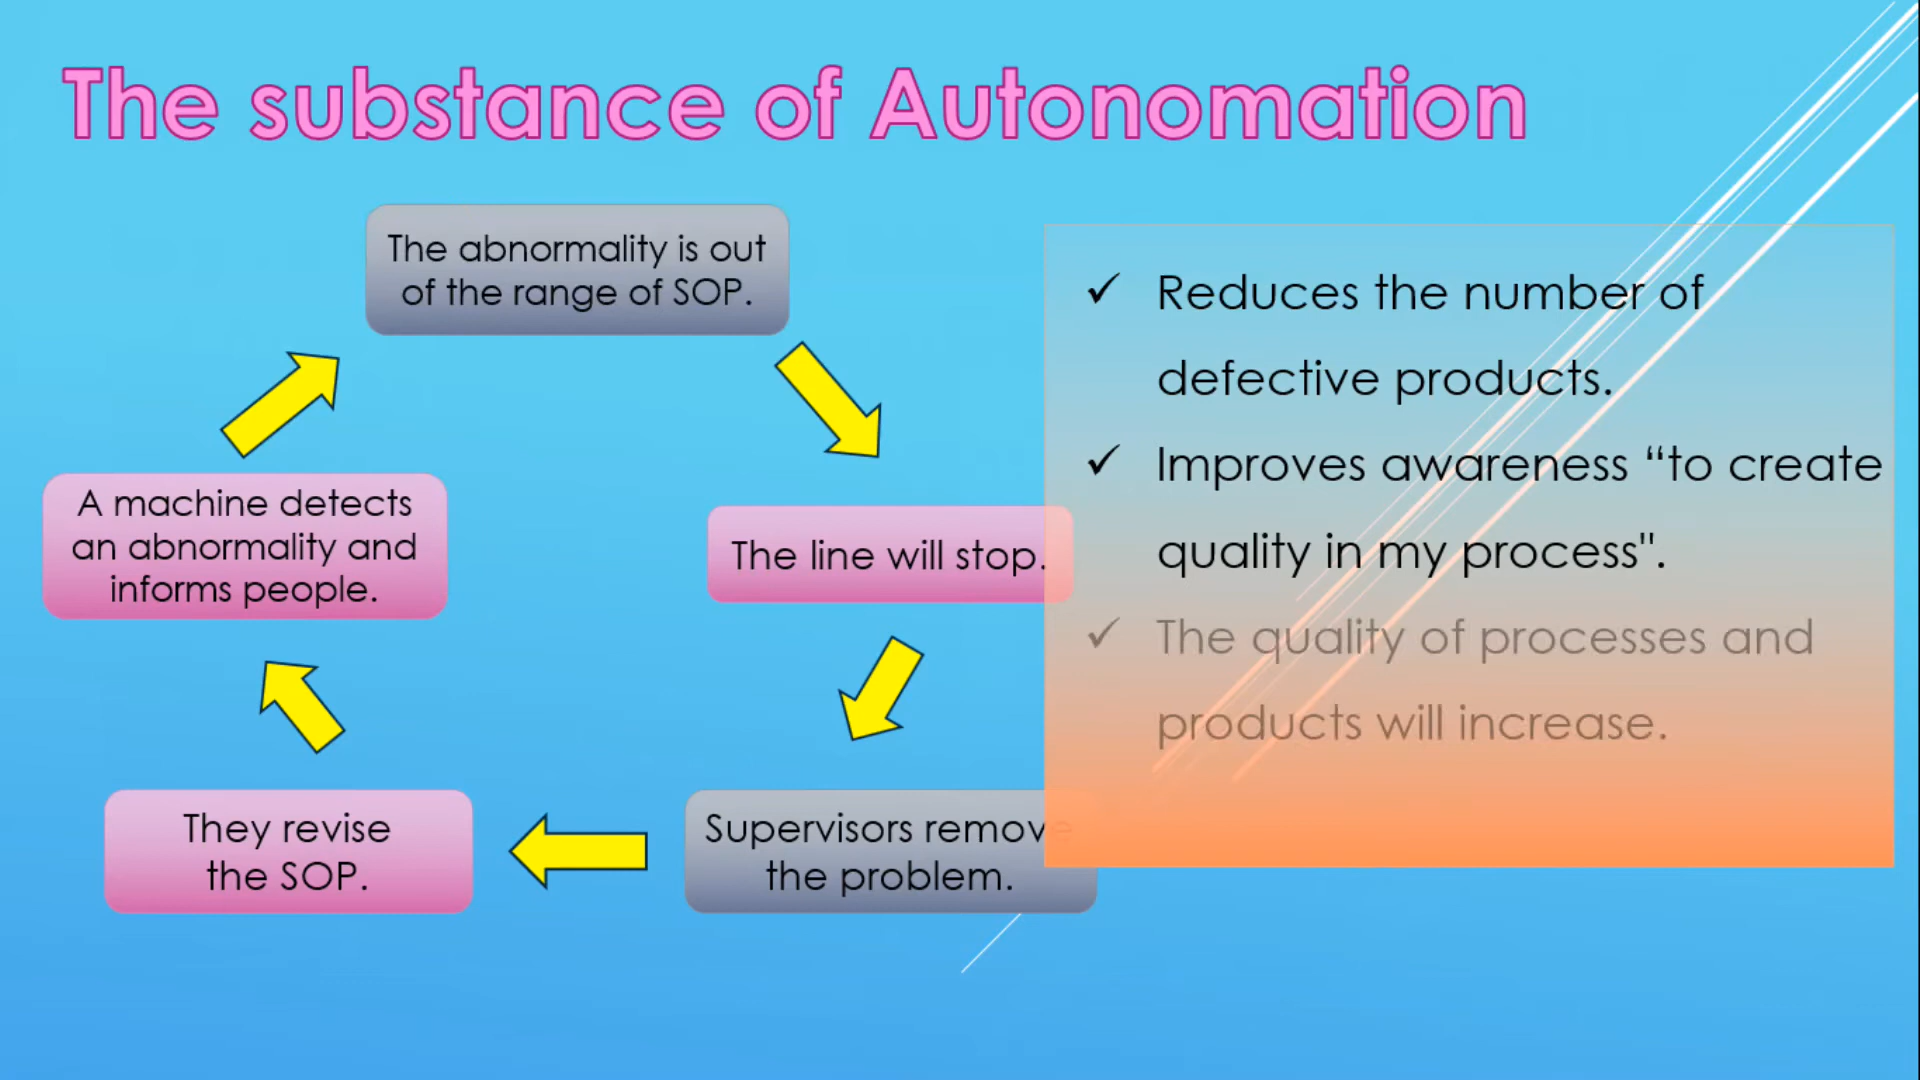 The substance of Autonomation
The abnormality is out
of the range of SOP.
A machine detects
an abnormality and
informs people.
The line will stop.
They revise
the SOP.
Supervisors remove
the problem.
✓ Reduces the number of
defective products.
✓ Improves awareness “to create
quality in my process".
✓ The quality of processes and
products will increase.